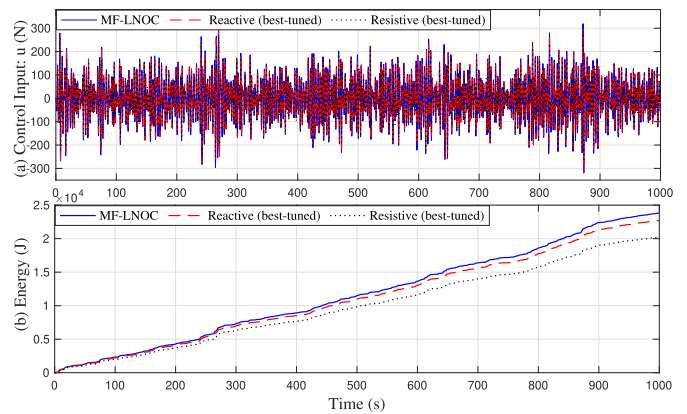 MF-LNOC Reactive (best-tuned) Resistive (best-tuned)
(a) Control Input: u (N)
300
200
100
0
-100
-200
-300
0 100 200 300 400 500 600 700 800 900 1000
×10^4
MF-LNOC Reactive (best-tuned) Resistive (best-tuned)
(b) Energy (J)
2.5
2
1.5
1
0.5
0
0 100 200 300 400 500 600 700 800 900 1000
Time (s)